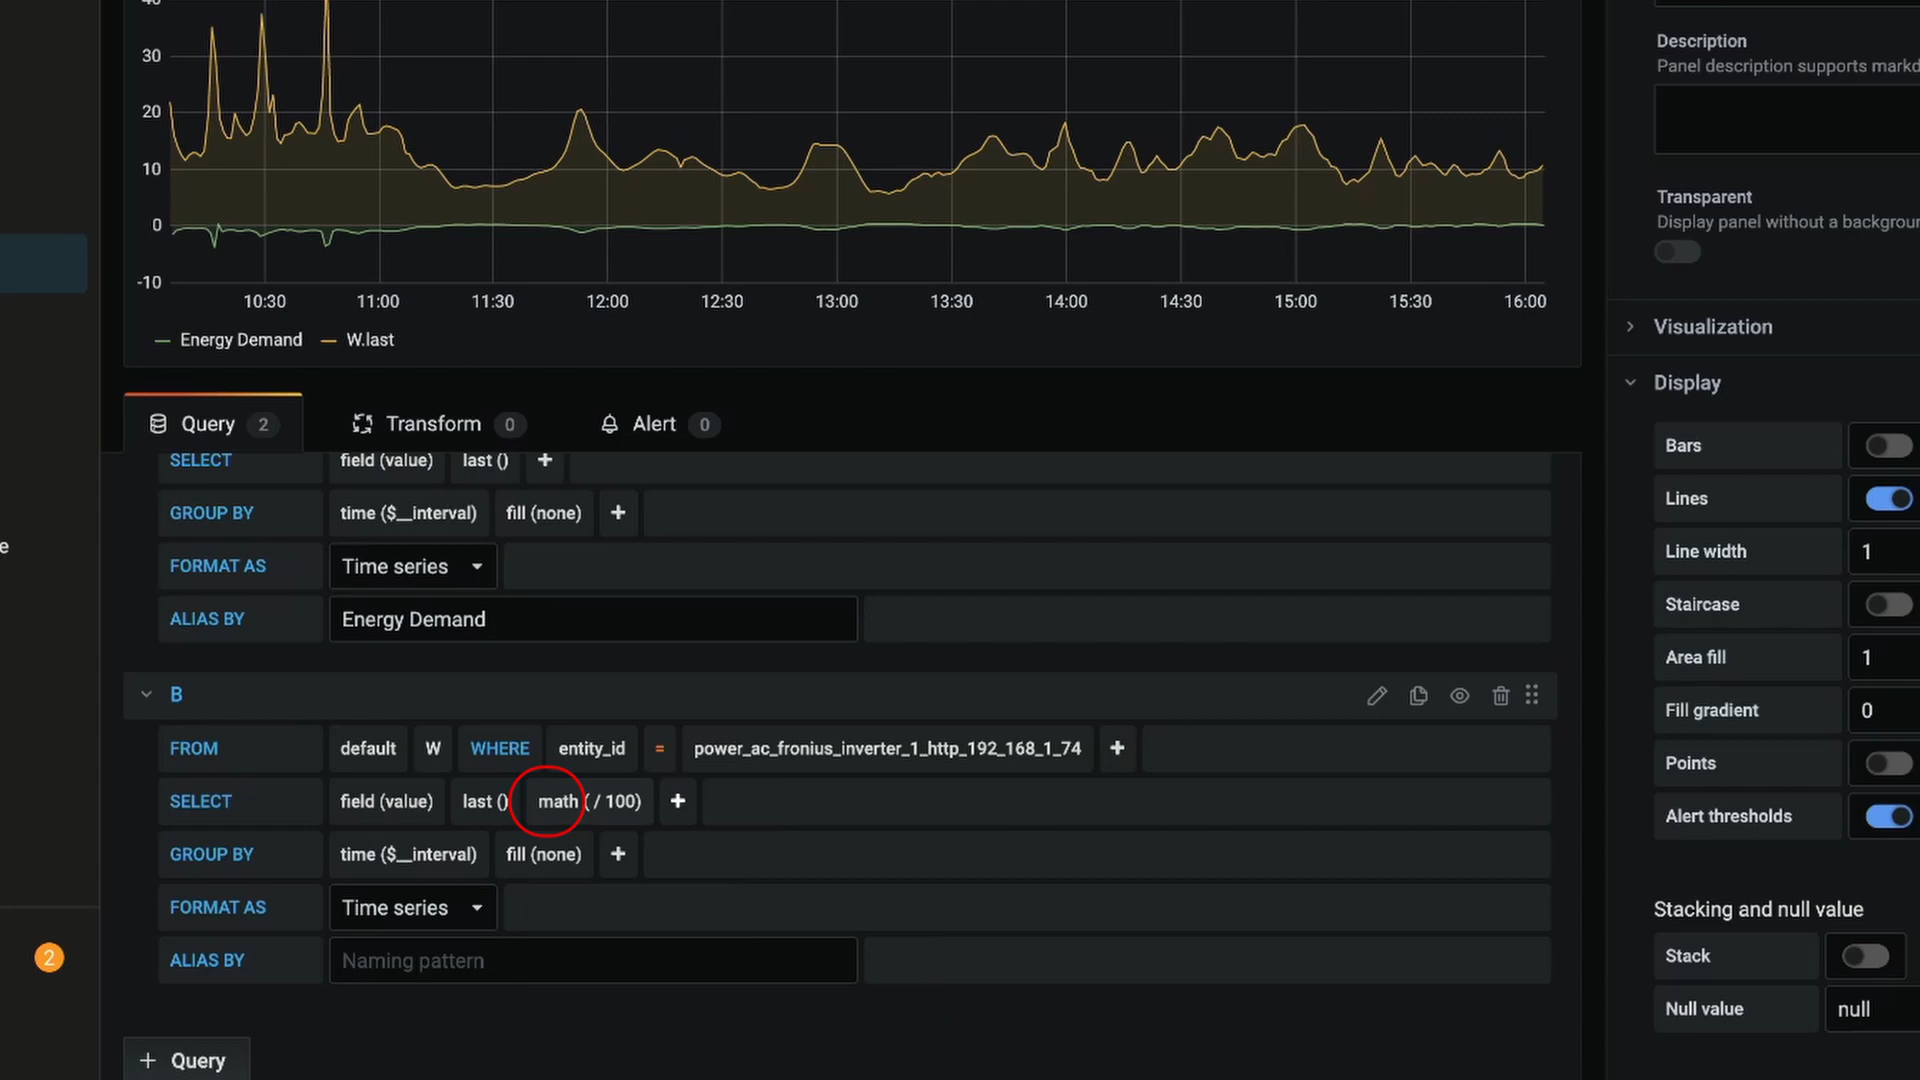 40
30
20
10
0
-10
10:30 11:00 11:30 12:00 12:30 13:00 13:30 14:00 14:30 15:00 15:30 16:00
Energy Demand W.last
Query 2 Transform 0 Alert 0
SELECT field (value) last () +
GROUP BY time ($__interval) fill (none) +
FORMAT AS Time series
ALIAS BY Energy Demand
B
FROM default W WHERE entity_id = power_ac_fronius_inverter_1_http_192_168_1_74 +
SELECT field (value) last () math ( / 100) +
GROUP BY time ($__interval) fill (none) +
FORMAT AS Time series
ALIAS BY Naming pattern
+ Query
e
2
Description
Panel description supports markd
Transparent
Display panel without a backgroun
Visualization
Display
Bars
Lines
Line width 1
Staircase
Area fill 1
Fill gradient 0
Points
Alert thresholds
Stacking and null value
Stack
Null value null